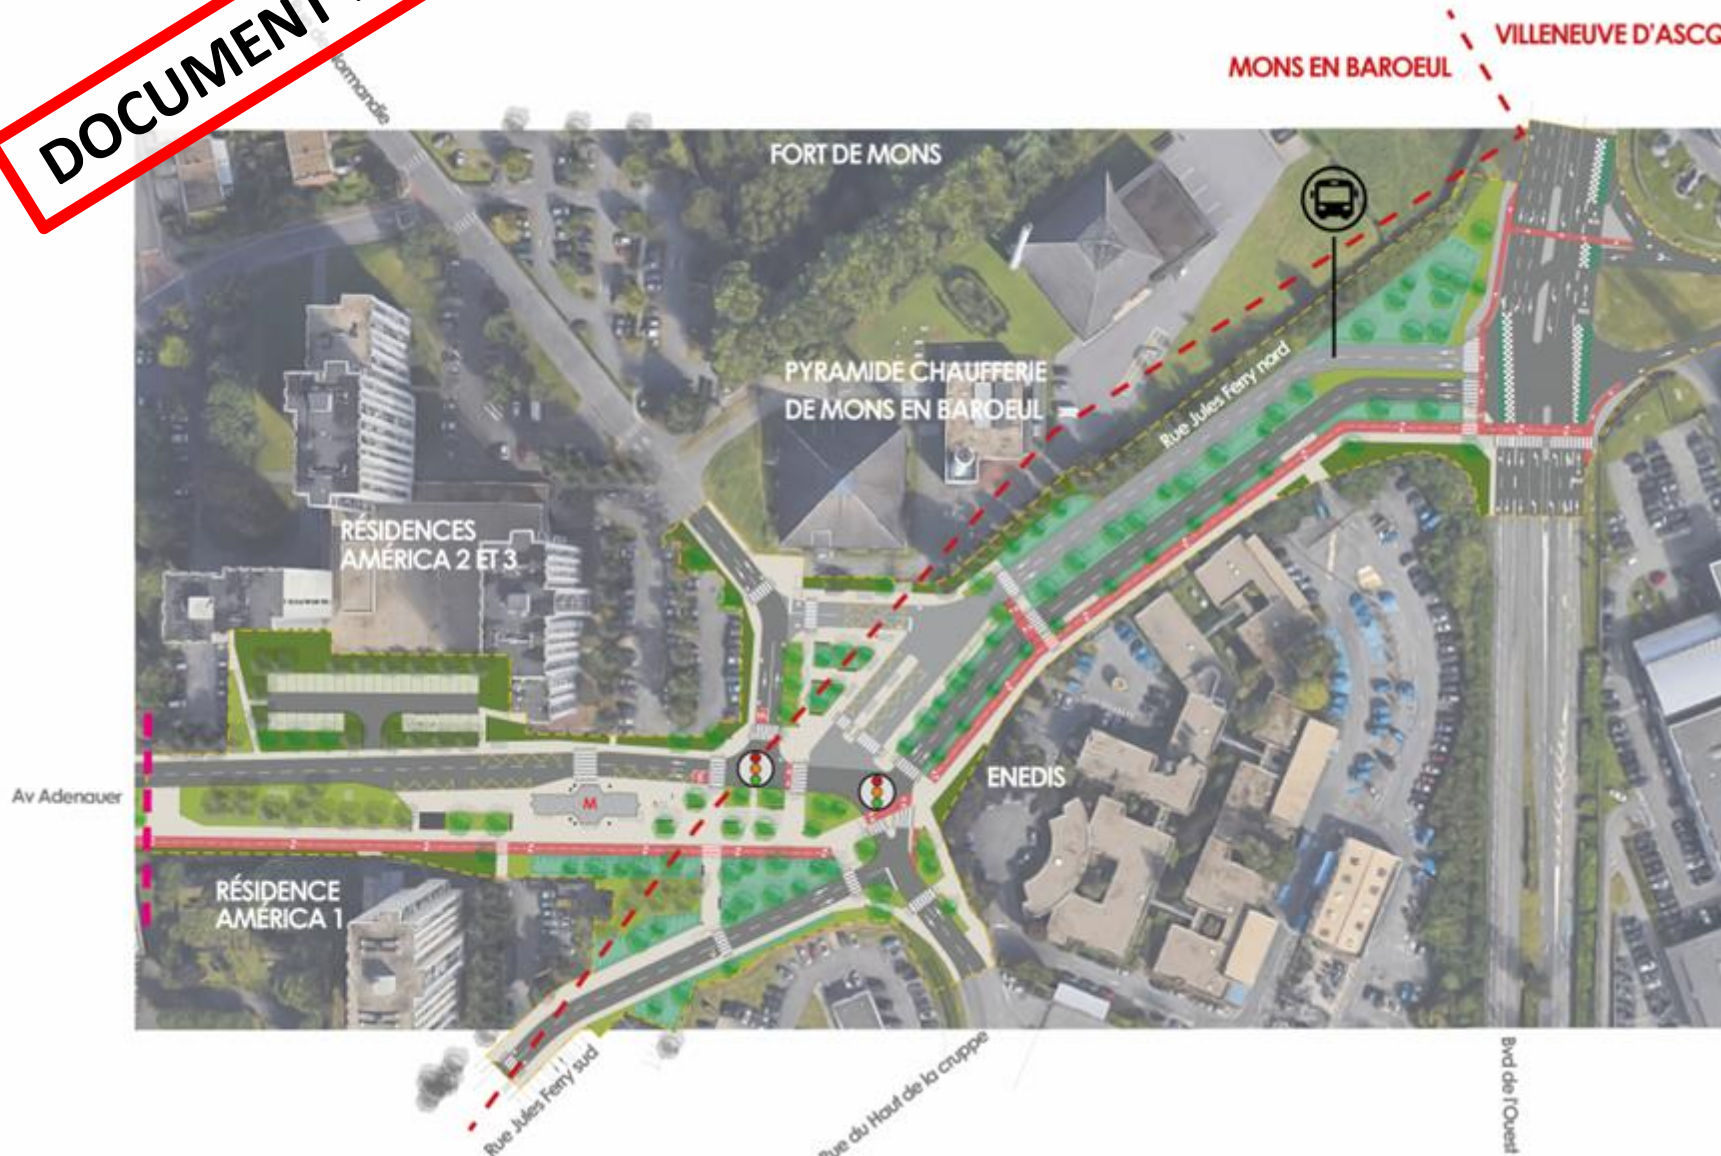 DOCUMENT
VILLENEUVE D'ASCQ
MONS EN BAROEUL
FORT DE MONS
PYRAMIDE CHAUFFERIE
DE MONS EN BAROEUL
Rue Jules Ferry nord
RÉSIDENCES
AMÉRICA 2 ET 3
Av Adenauer
M
ENEDIS
RÉSIDENCE
AMÉRICA 1
Rue Jules Ferry sud
Rue du Haut de la cruppe
Bvd de l'Ouest